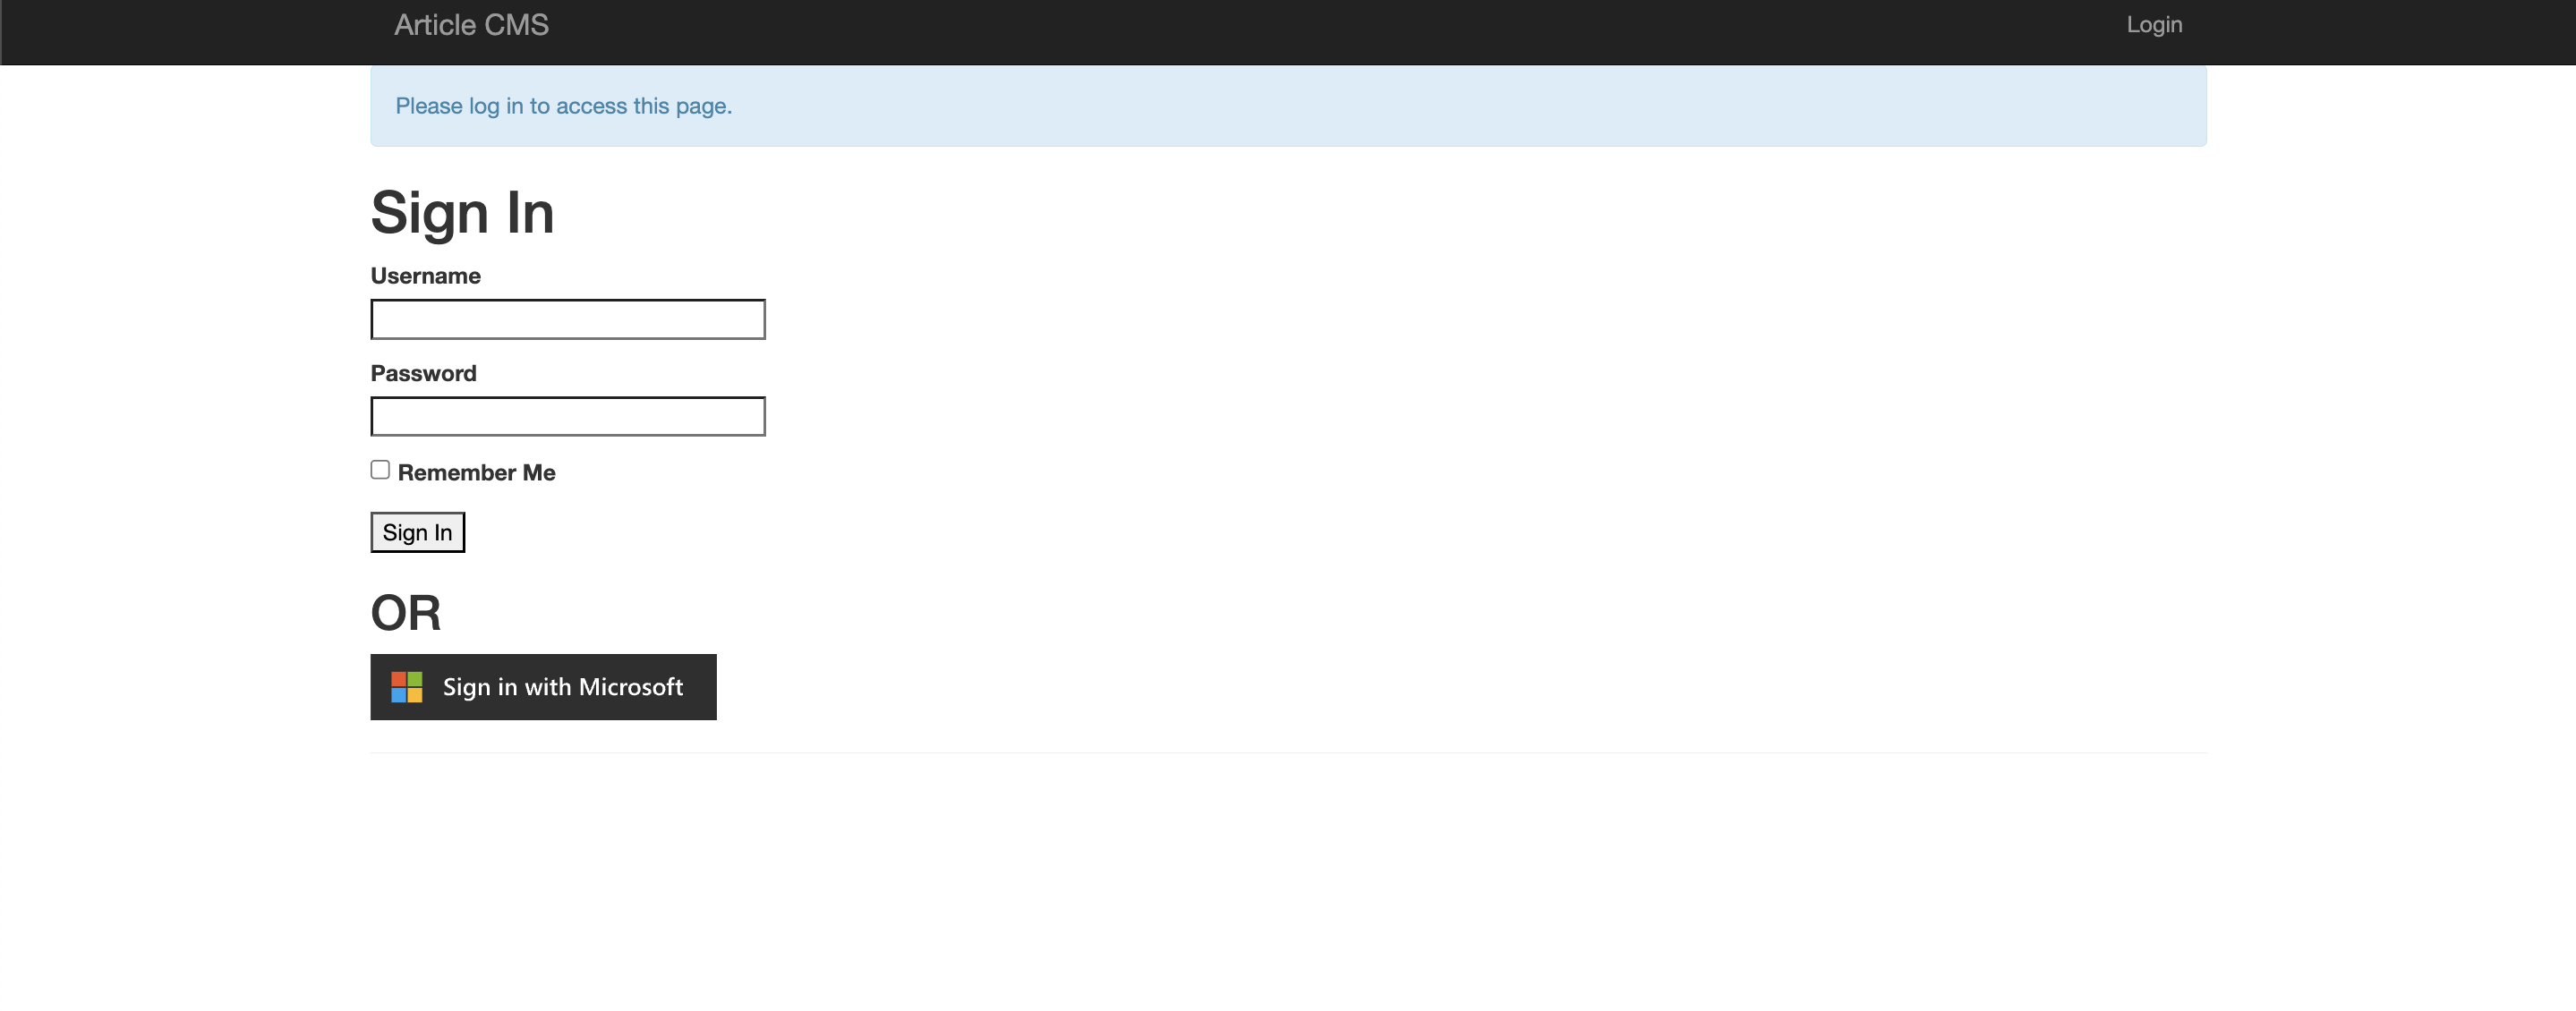 Article CMS
Login
Please log in to access this page.
Sign In
Username
Password
Remember Me
Sign In
OR
Sign in with Microsoft